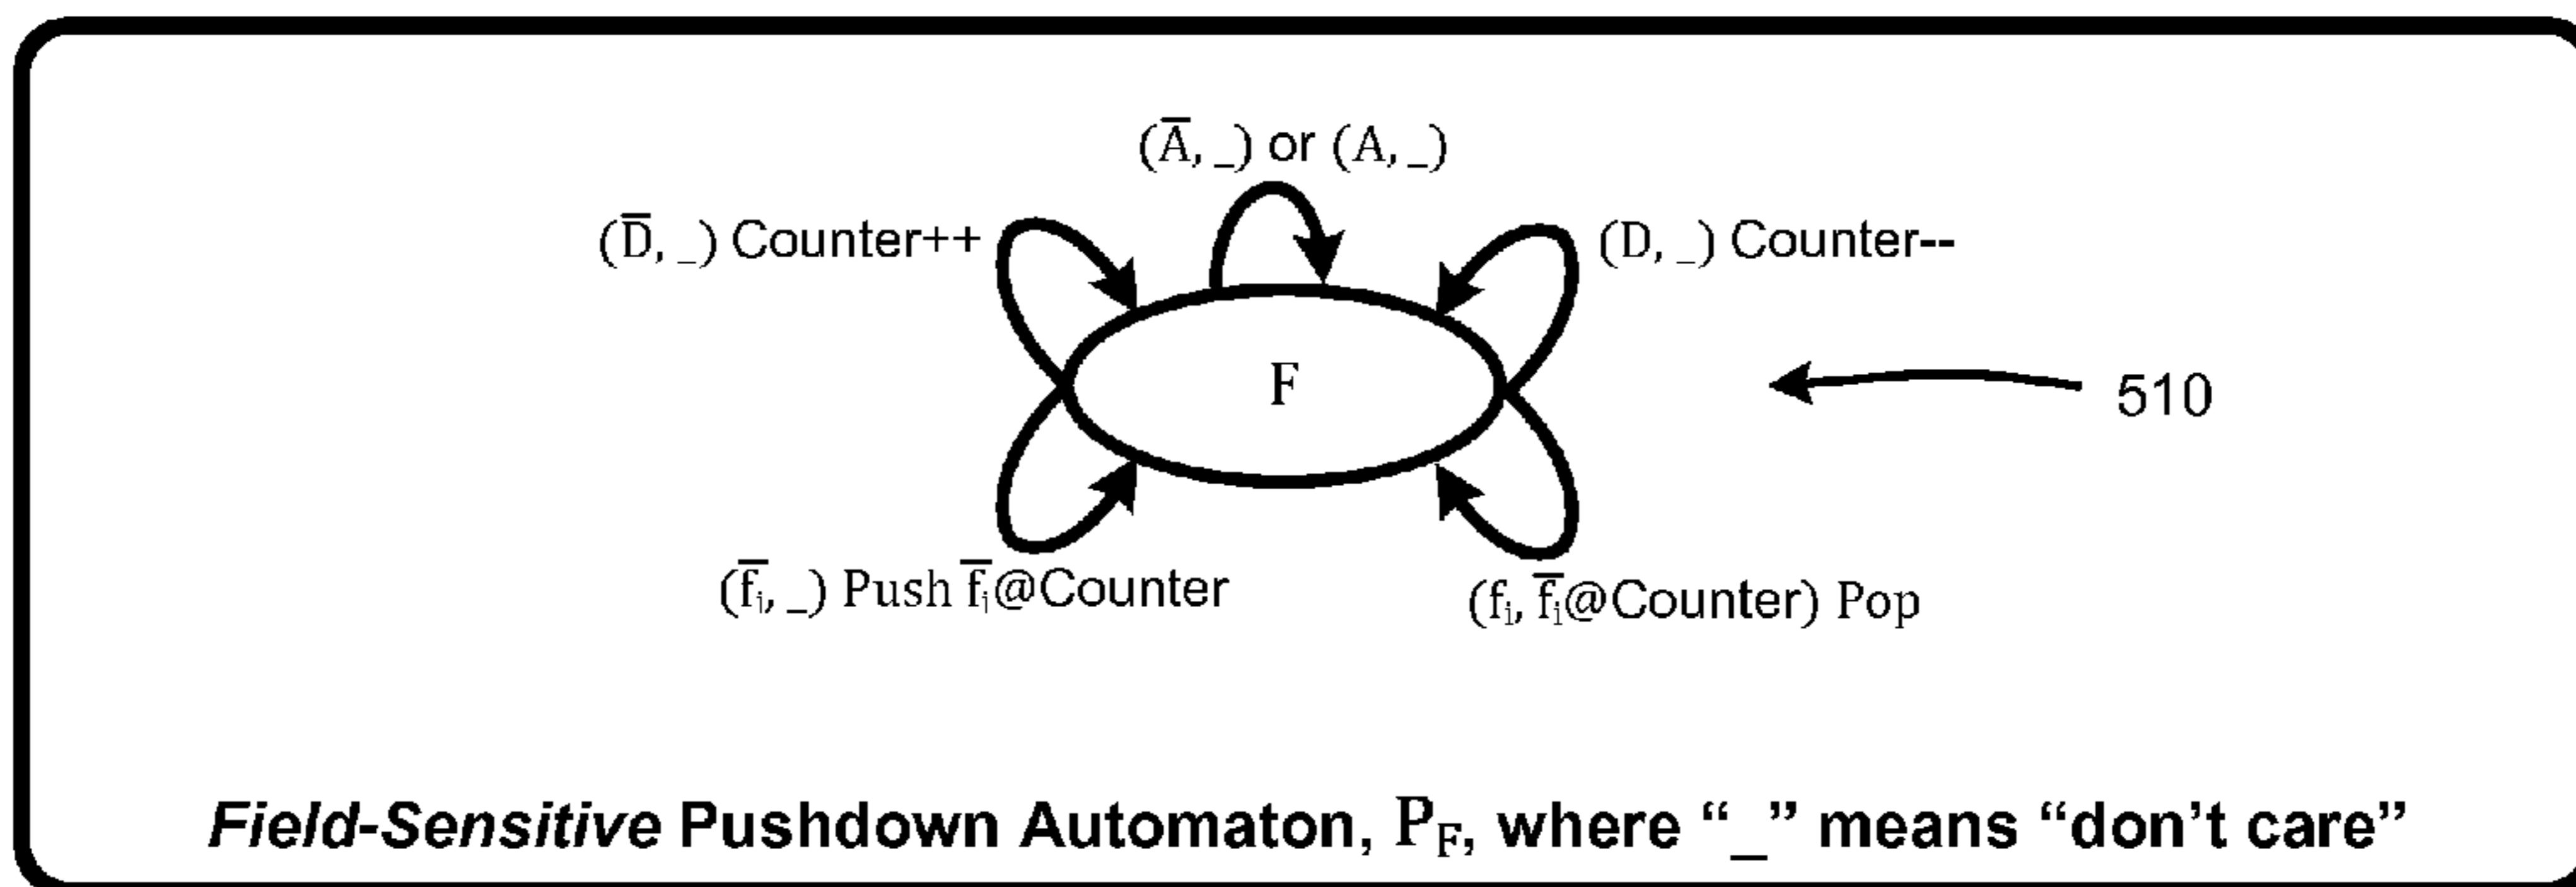 (A̅, _) or (A, _)
(D̅, _) Counter++
(D, _) Counter--
F
510
(f̅ᵢ, _) Push f̅ᵢ@Counter
(fᵢ, f̅ᵢ@Counter) Pop
Field-Sensitive Pushdown Automaton, P_F, where “_” means “don’t care”